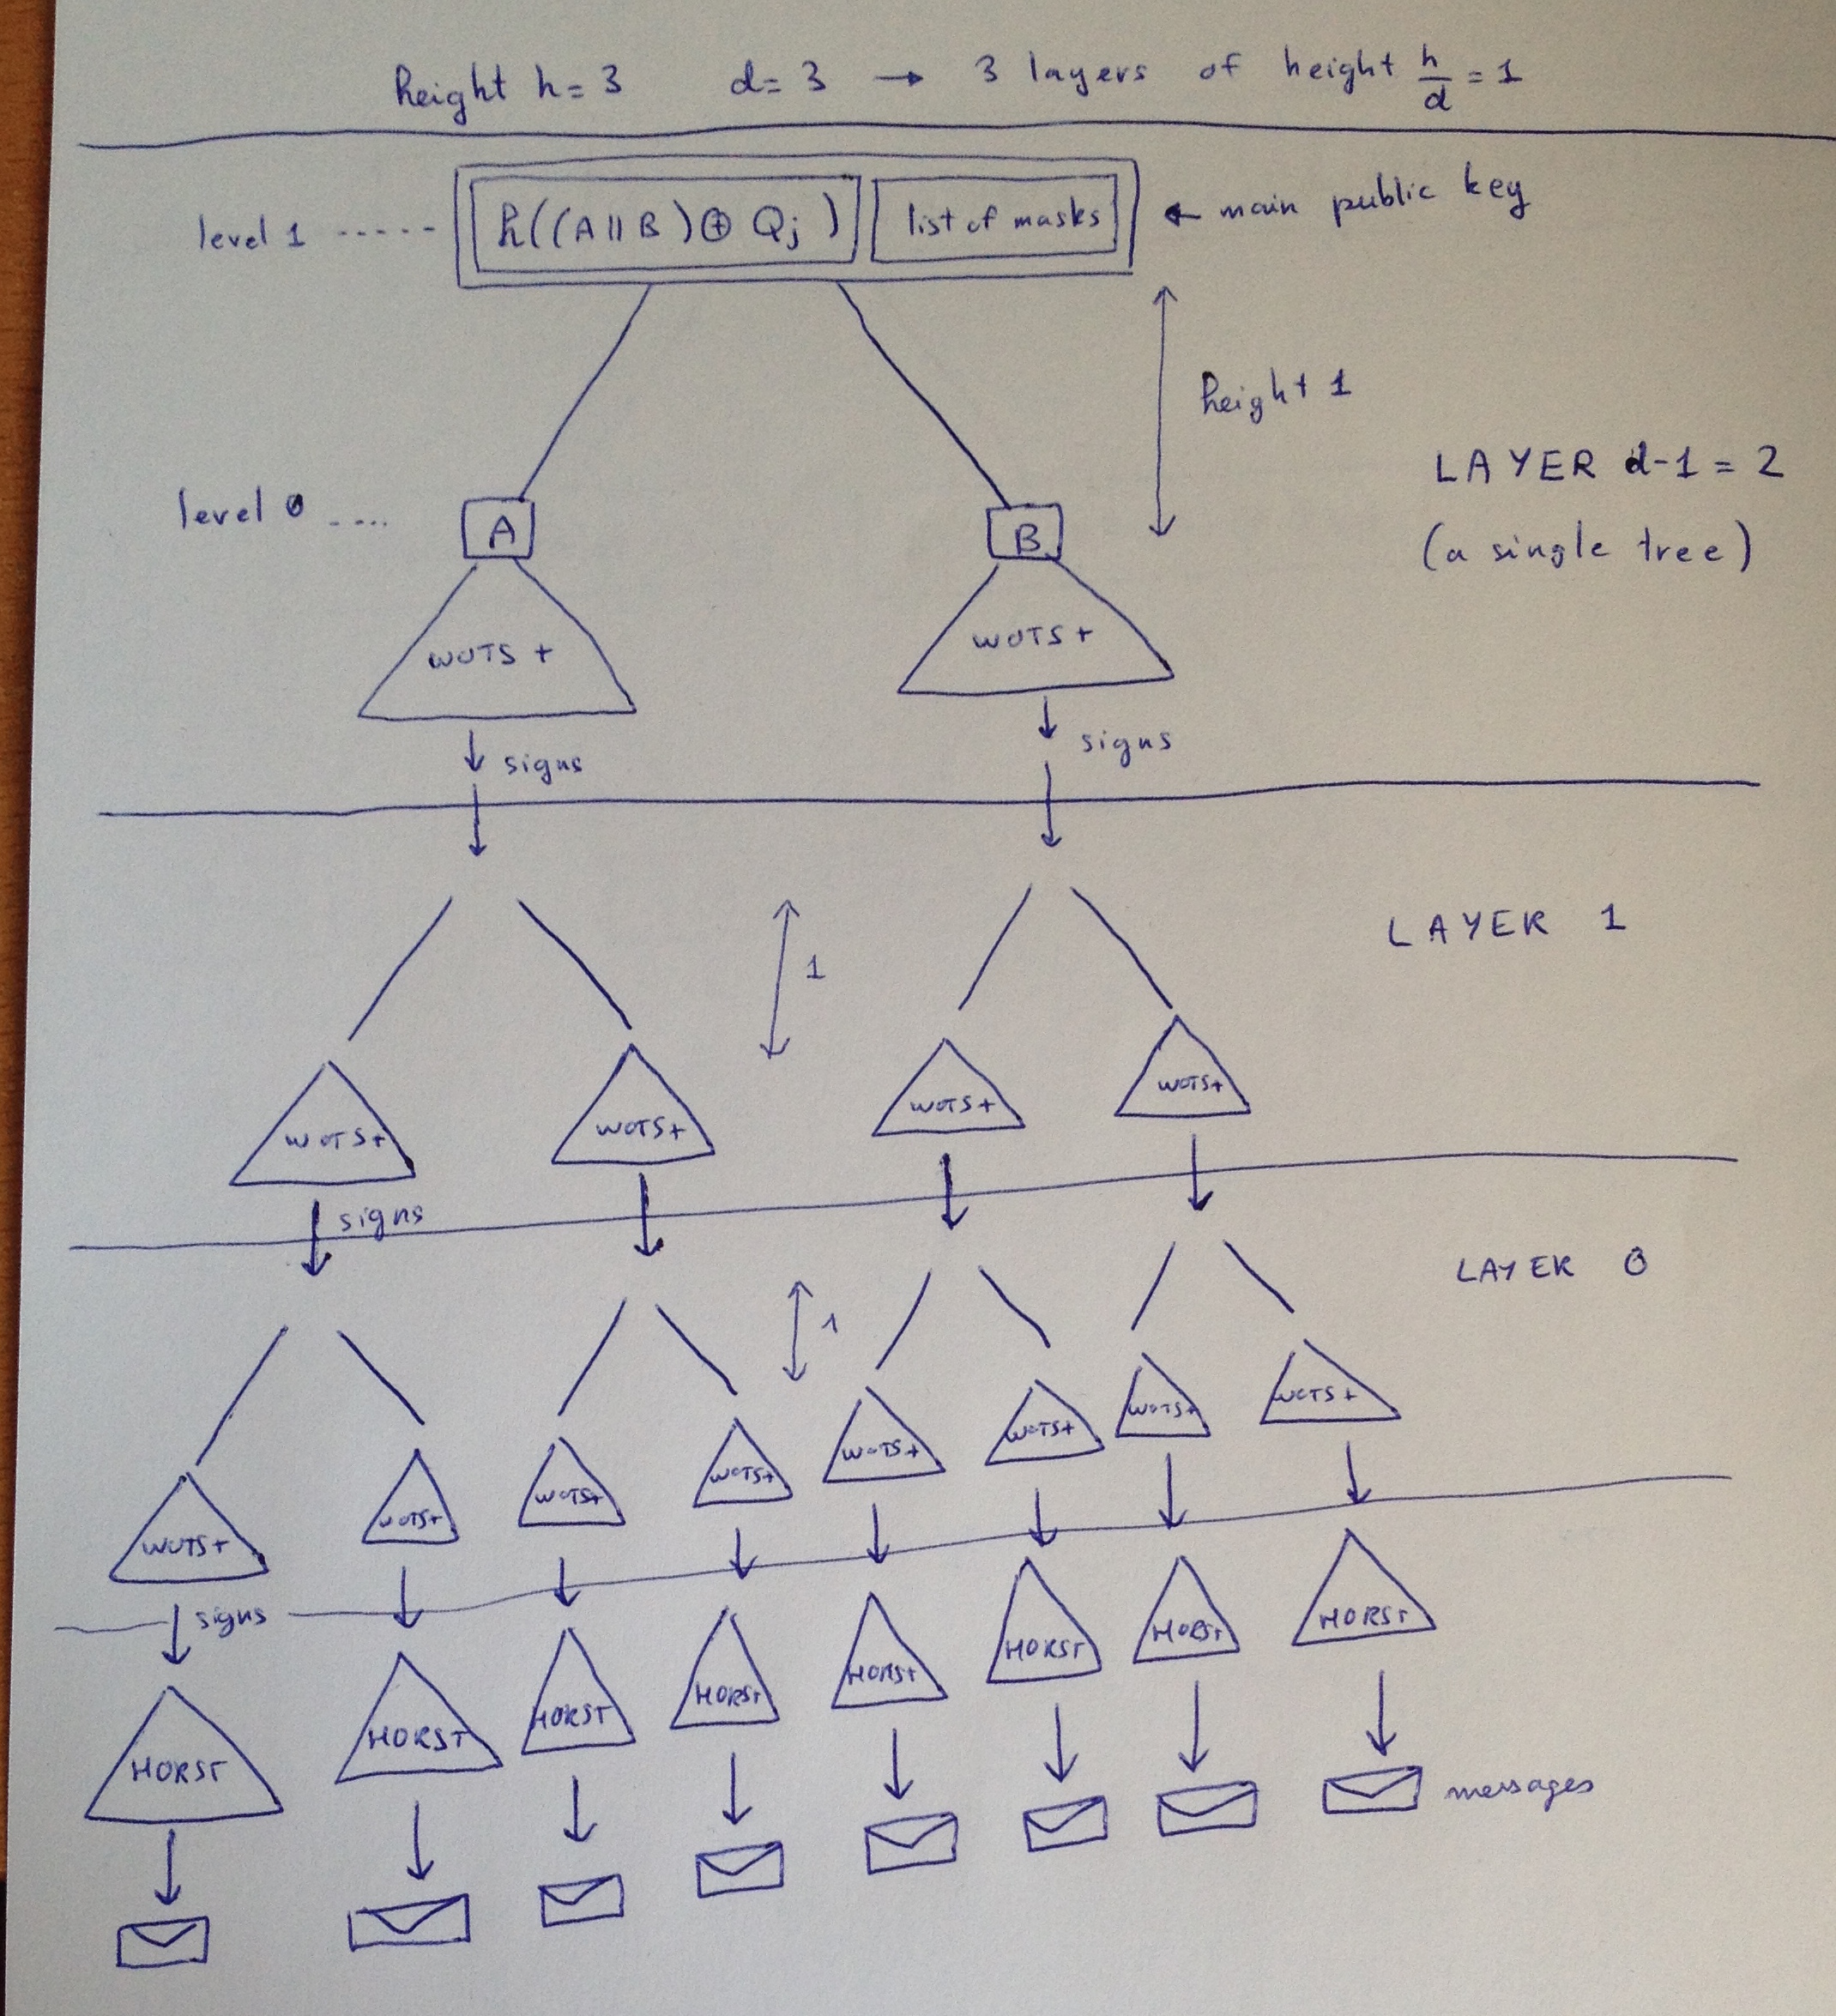 height h = 3   d = 3 → 3 layers of height h/d = 1
level 1 ..... h((A || B) ⊕ Qj) list of masks ← main public key
height 1
LAYER d-1 = 2
level 0 .... A B
(a single tree)
WOTS + WOTS +
signs signs
LAYER 1
1
WOTS+ WOTS+ WOTS+ WOTS+
signs
LAYER 0
1
WOTS+ WOTS+ WOTS+ WOTS+ WOTS+ WOTS+ WOTS+ WOTS+
signs
HORST HORST HORST HORST HORST HORST HORST HORST
messages